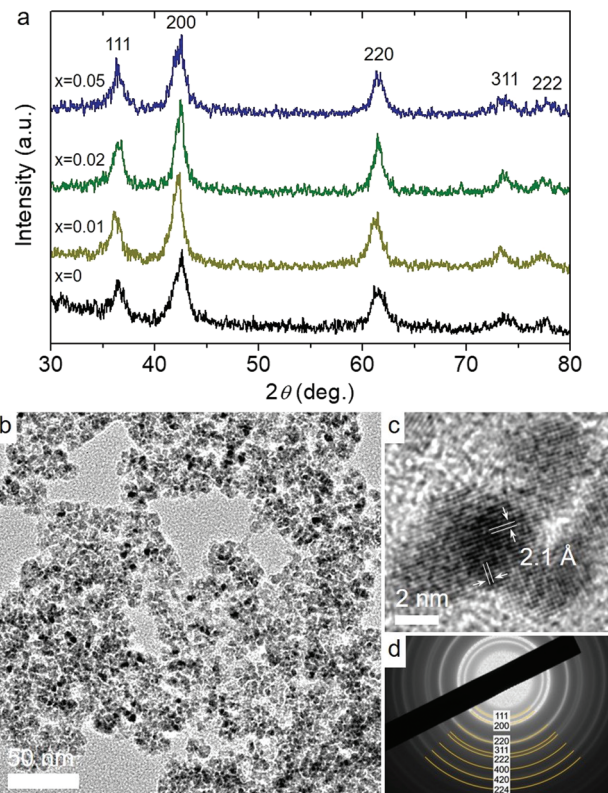 a
111
200
220
311
222
x=0.05
x=0.02
x=0.01
x=0
Intensity (a.u.)
30
40
50
60
70
80
2θ (deg.)
b
50 nm
c
2.1 Å
2 nm
d
111
200
220
311
222
400
420
224